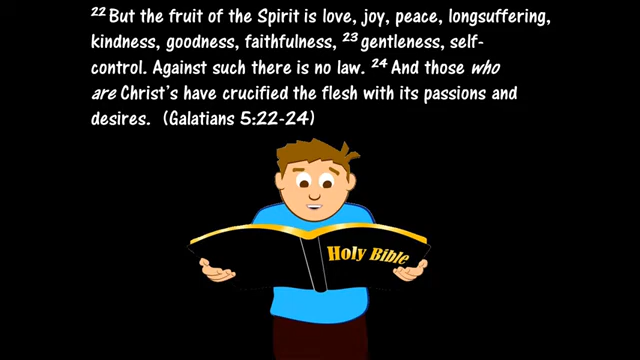 ²² But the fruit of the Spirit is love, joy, peace, longsuffering,
kindness, goodness, faithfulness, ²³ gentleness, self-
control. Against such there is no law. ²⁴ And those who
are Christ's have crucified the flesh with its passions and
desires. (Galatians 5:22-24)
Holy Bible